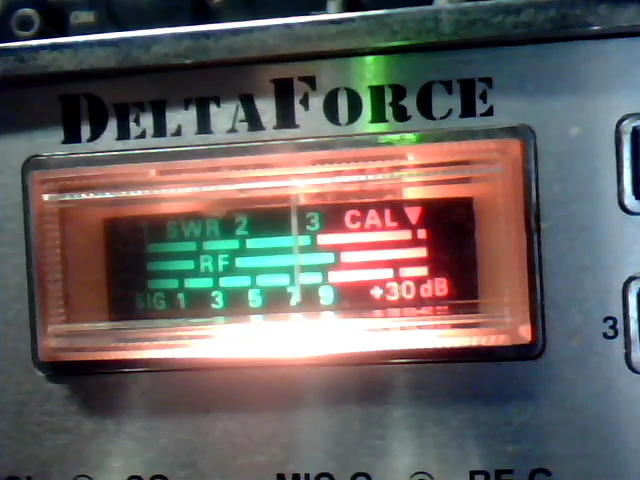 DELTAFORCE
SWR 2 3 CAL
RF
SIG 1 3 5 7 9 +30 dB
3